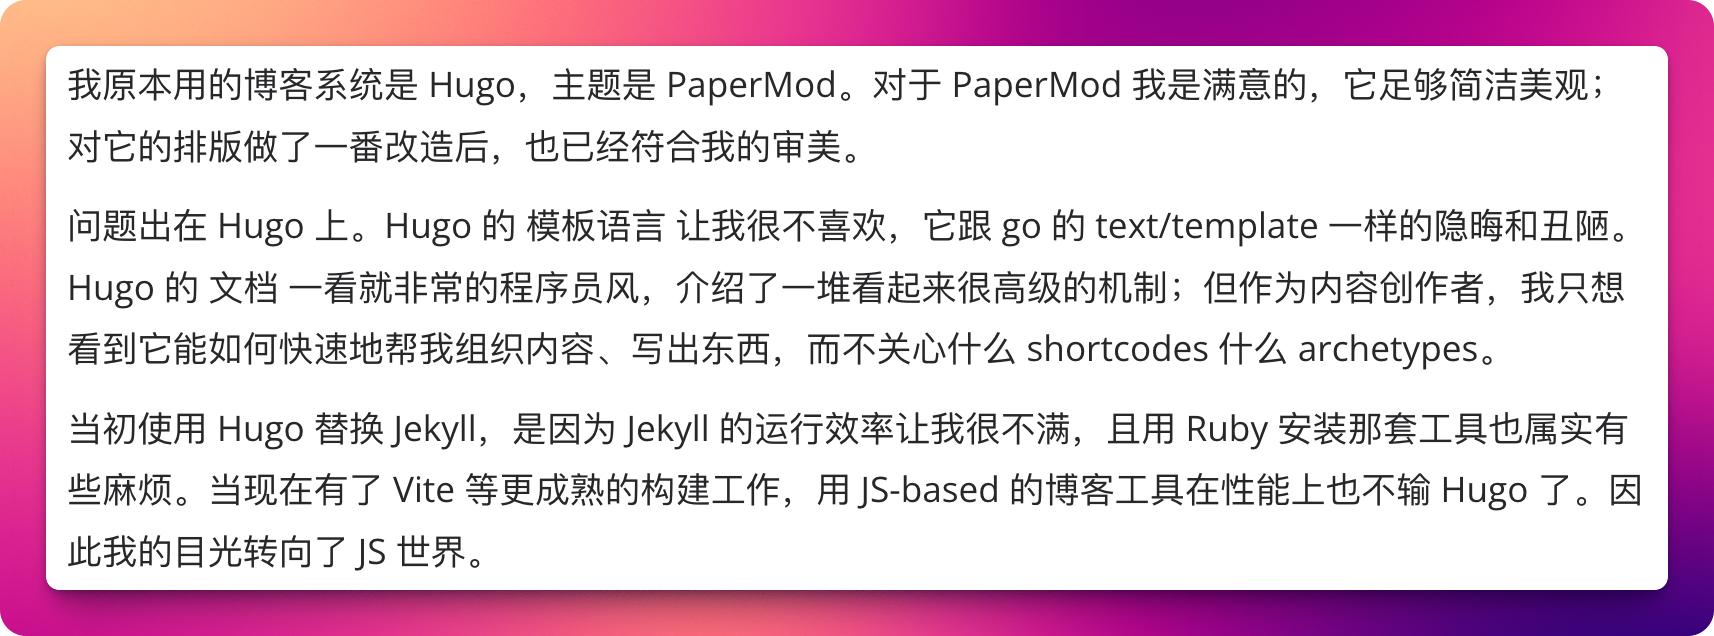 我原本用的博客系统是 Hugo，主题是 PaperMod。对于 PaperMod 我是满意的，它足够简洁美观；
对它的排版做了一番改造后，也已经符合我的审美。
问题出在 Hugo 上。Hugo 的 模板语言 让我很不喜欢，它跟 go 的 text/template 一样的隐晦和丑陋。
Hugo 的 文档 一看就非常的程序员风，介绍了一堆看起来很高级的机制；但作为内容创作者，我只想
看到它能如何快速地帮我组织内容、写出东西，而不关心什么 shortcodes 什么 archetypes。
当初使用 Hugo 替换 Jekyll，是因为 Jekyll 的运行效率让我很不满，且用 Ruby 安装那套工具也属实有
些麻烦。当现在有了 Vite 等更成熟的构建工作，用 JS-based 的博客工具在性能上也不输 Hugo 了。因
此我的目光转向了 JS 世界。